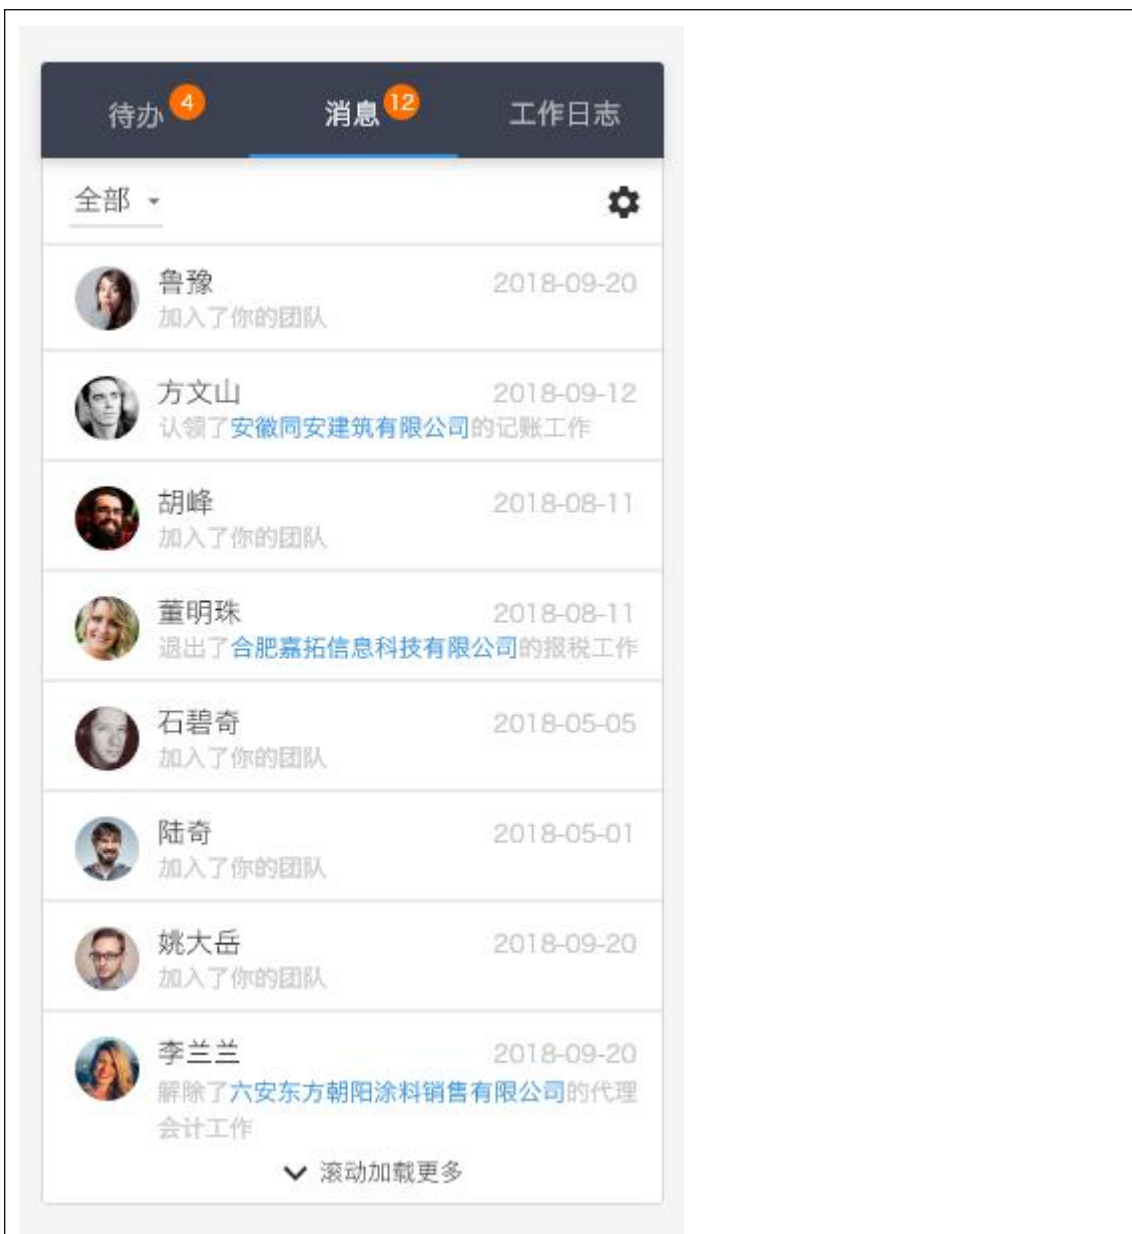 待办 4 消息 12 工作日志
全部
鲁豫 2018-09-20
加入了你的团队
方文山 2018-09-12
认领了安徽同安建筑有限公司的记账工作
胡峰 2018-08-11
加入了你的团队
董明珠 2018-08-11
退出了合肥嘉拓信息科技有限公司的报税工作
石碧奇 2018-05-05
加入了你的团队
陆奇 2018-05-01
加入了你的团队
姚大岳 2018-09-20
加入了你的团队
李兰兰 2018-09-20
解除了六安东方朝阳涂料销售有限公司的代理
会计工作
滚动加载更多